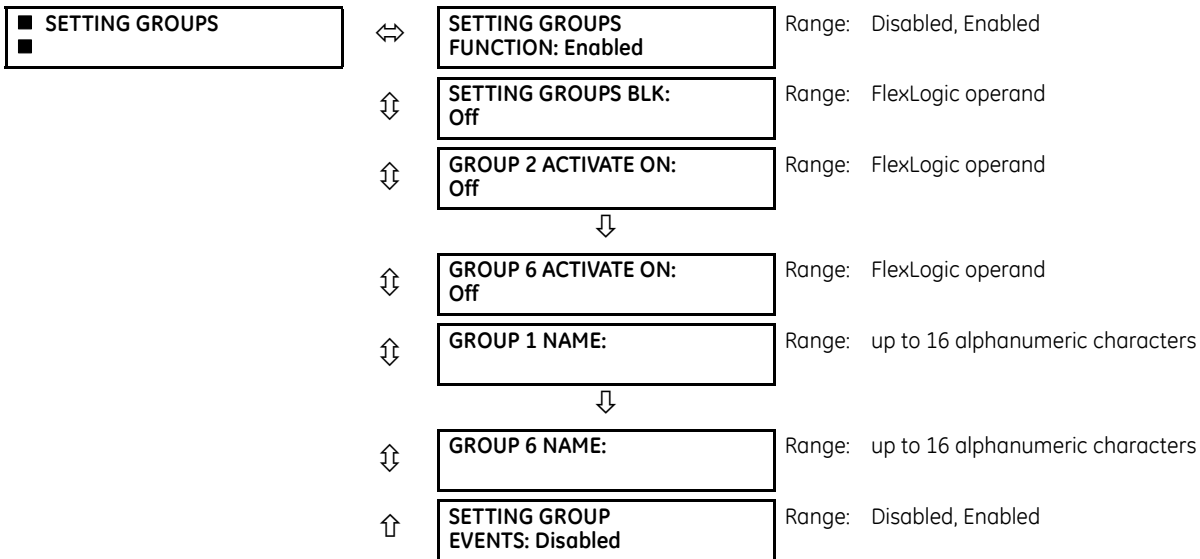 ■ SETTING GROUPS
■
SETTING GROUPS
FUNCTION: Enabled
Range: Disabled, Enabled
SETTING GROUPS BLK:
Off
Range: FlexLogic operand
GROUP 2 ACTIVATE ON:
Off
Range: FlexLogic operand
GROUP 6 ACTIVATE ON:
Off
Range: FlexLogic operand
GROUP 1 NAME:
Range: up to 16 alphanumeric characters
GROUP 6 NAME:
Range: up to 16 alphanumeric characters
SETTING GROUP
EVENTS: Disabled
Range: Disabled, Enabled